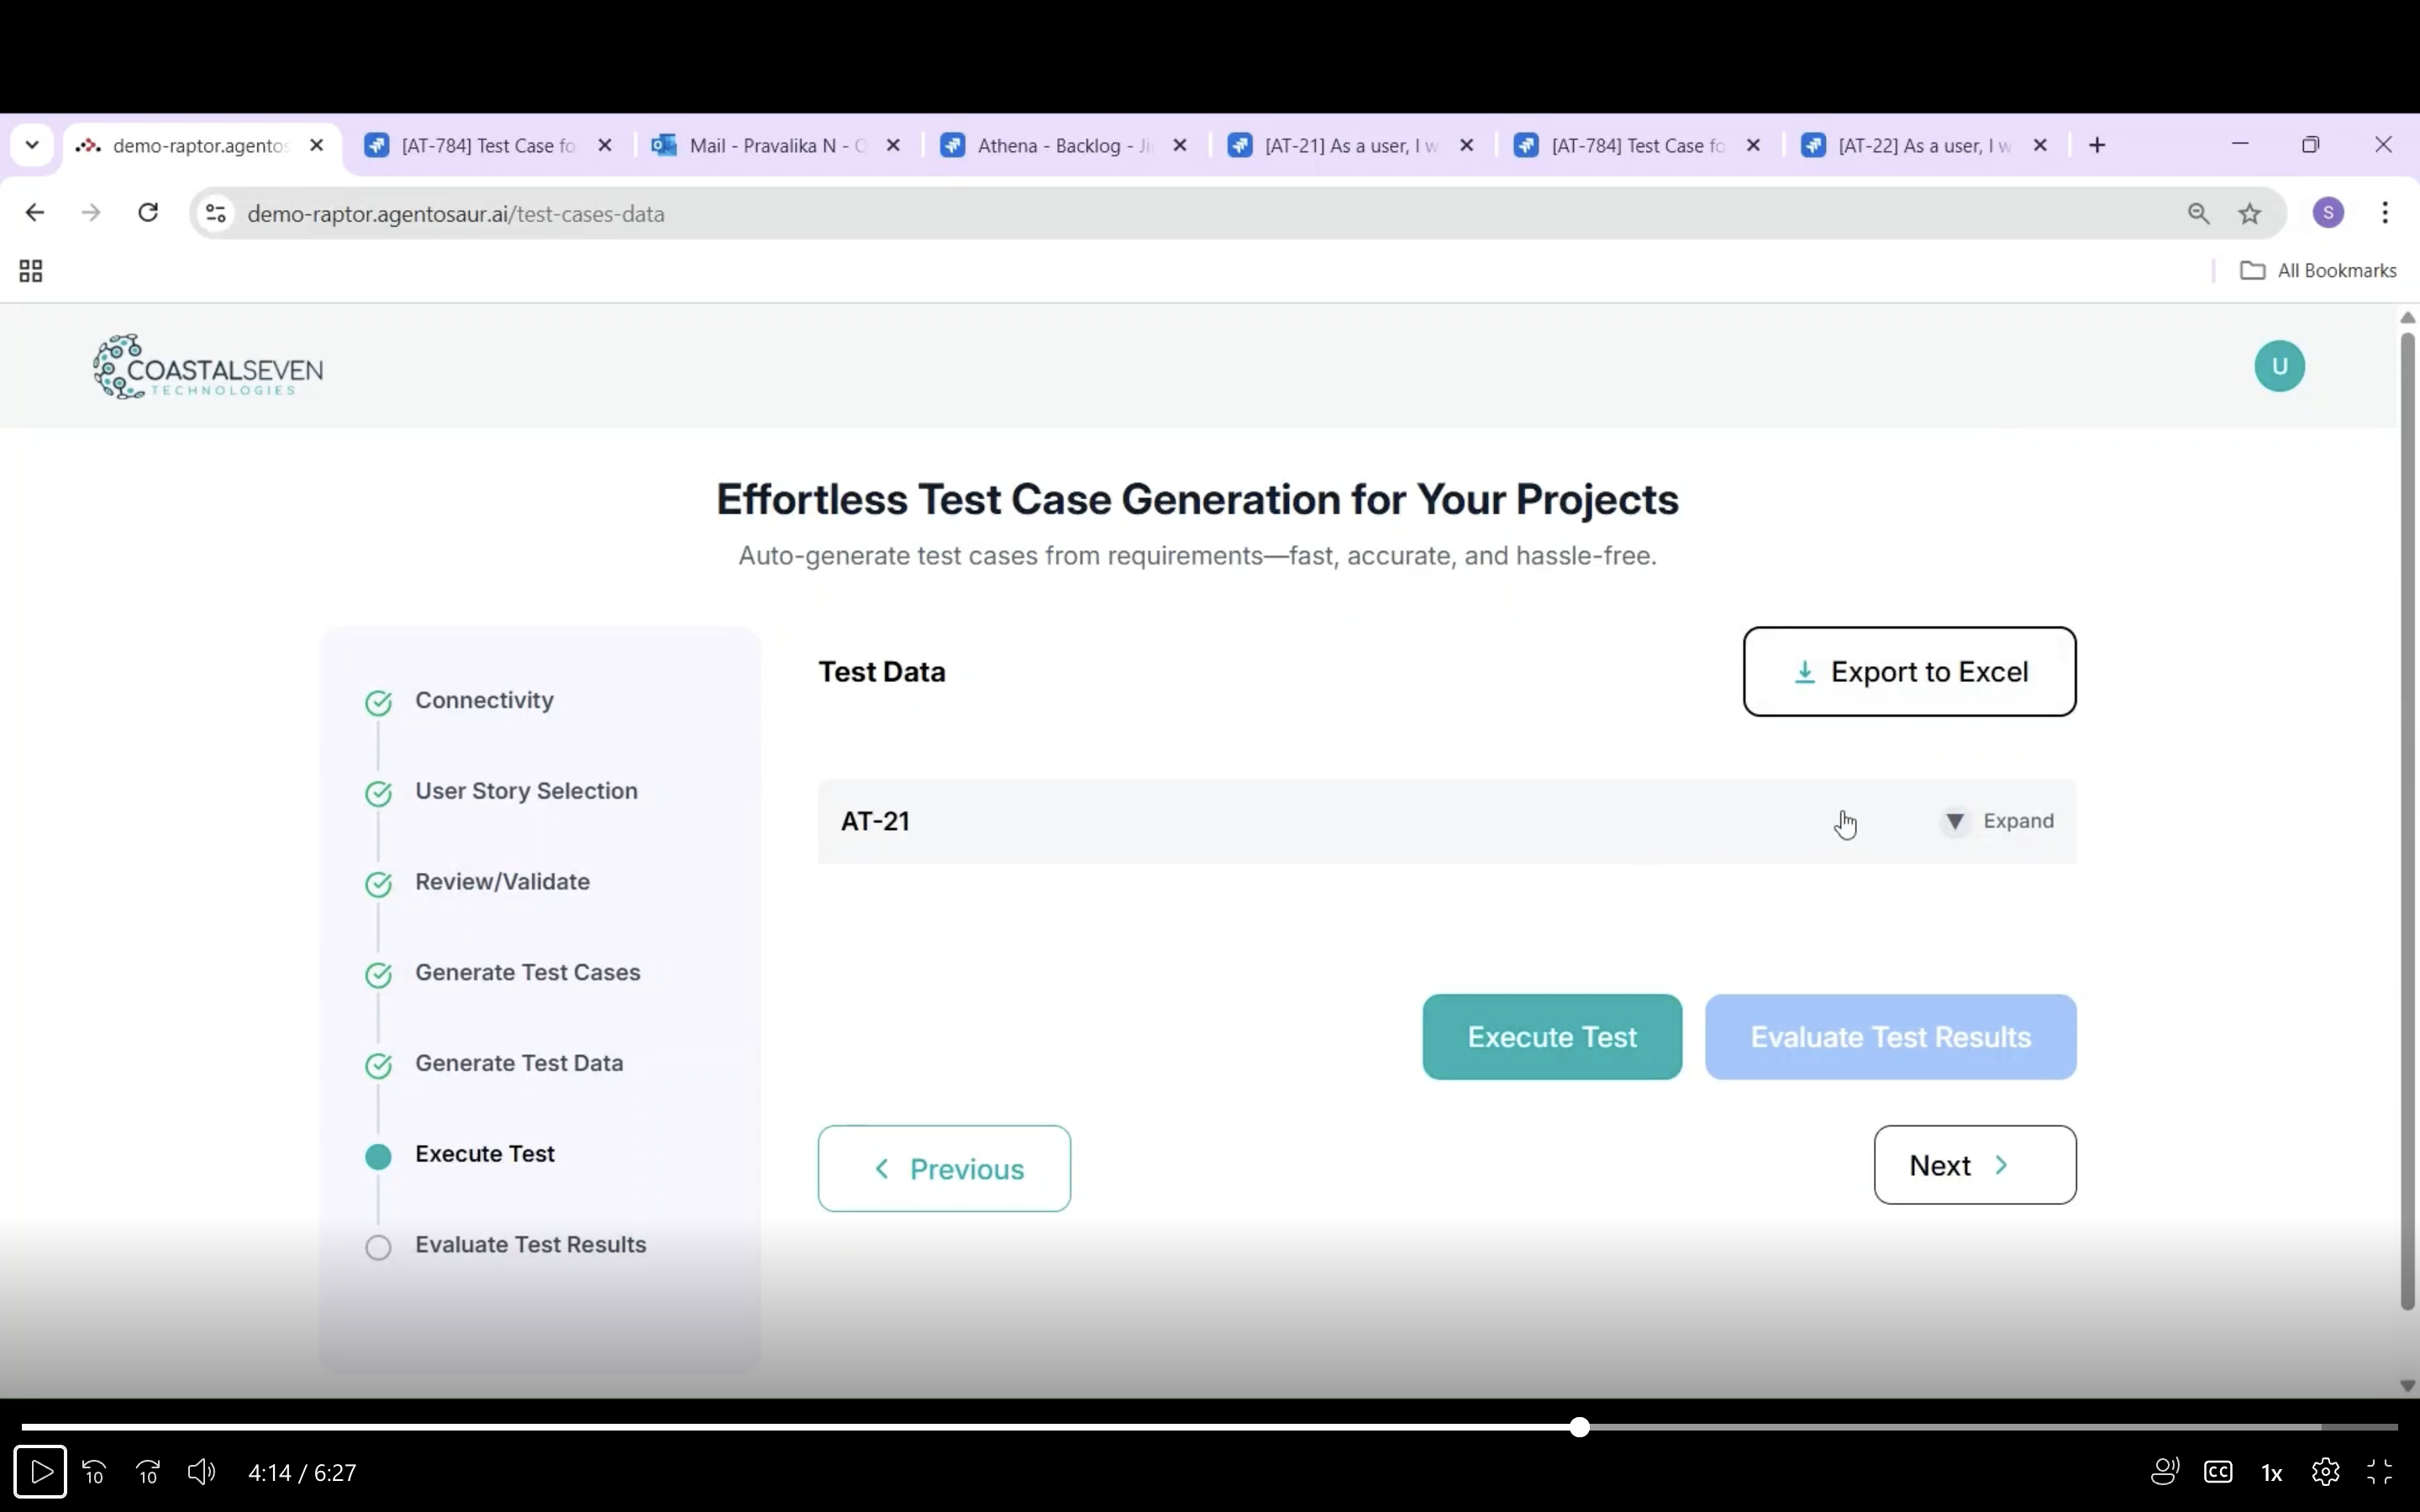 demo-raptor.agentos
[AT-784] Test Case fo
Mail - Pravalika N - C
Athena - Backlog - Ji
[AT-21] As a user, I w
[AT-784] Test Case fo
[AT-22] As a user, I w
demo-raptor.agentosaur.ai/test-cases-data
S
All Bookmarks
COASTALSEVEN
TECHNOLOGIES
U
Effortless Test Case Generation for Your Projects
Auto-generate test cases from requirements—fast, accurate, and hassle-free.
Connectivity
User Story Selection
Review/Validate
Generate Test Cases
Generate Test Data
Execute Test
Evaluate Test Results
Test Data
Export to Excel
AT-21
Expand
Execute Test
Evaluate Test Results
Previous
Next
10
10
4:14 / 6:27
CC
1x